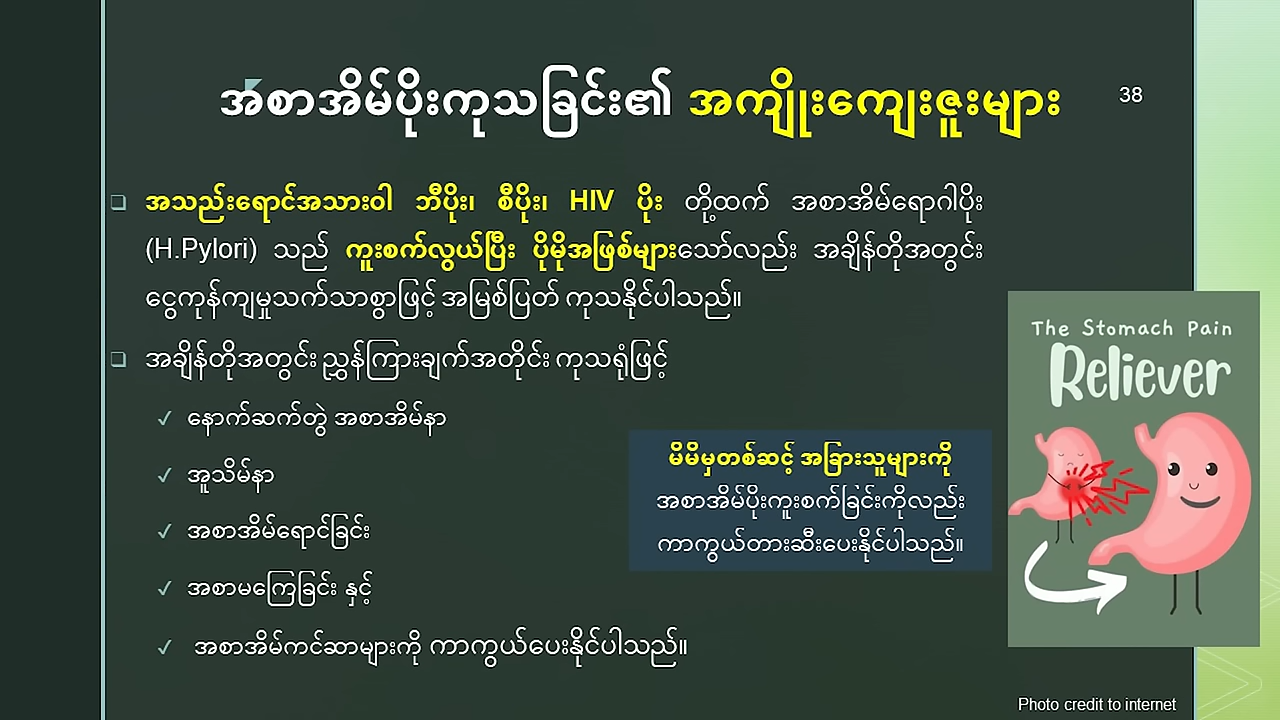 အစာအိမ်ပိုးကုသခြင်း၏ အကျိုးကျေးဇူးများ
38
အသည်းရောင်အသားဝါ ဘီပိုး၊ စီပိုး၊ HIV ပိုး တို့ထက် အစာအိမ်ရောဂါပိုး
(H.Pylori) သည် ကူးစက်လွယ်ပြီး ပိုမိုအဖြစ်များသော်လည်း အချိန်တိုအတွင်း
ငွေကုန်ကျမှုသက်သာစွာဖြင့် အမြစ်ပြတ် ကုသနိုင်ပါသည်။
အချိန်တိုအတွင်း ညွှန်ကြားချက်အတိုင်း ကုသရုံဖြင့်
နောက်ဆက်တွဲ အစာအိမ်နာ
အူသိမ်နာ
အစာအိမ်ရောင်ခြင်း
အစာမကြေခြင်း နှင့်
အစာအိမ်ကင်ဆာများကို ကာကွယ်ပေးနိုင်ပါသည်။
မိမိမှတစ်ဆင့် အခြားသူများကို
အစာအိမ်ပိုးကူးစက်ခြင်းကိုလည်း
ကာကွယ်တားဆီးပေးနိုင်ပါသည်။
The Stomach Pain
Reliever
Photo credit to internet